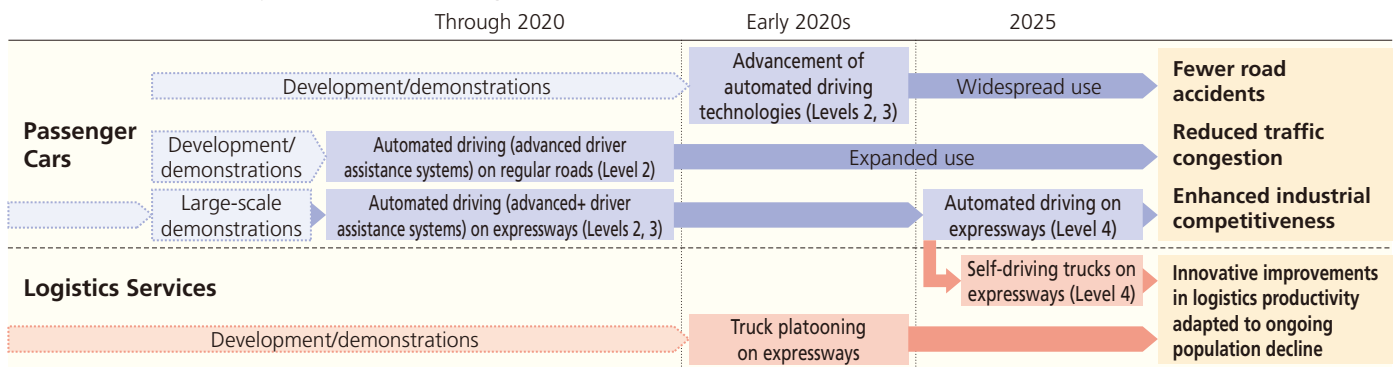 Through 2020
Early 2020s
2025
Passenger
Cars
Development/demonstrations
Advancement of
automated driving
technologies (Levels 2, 3)
Widespread use
Development/
demonstrations
Automated driving (advanced driver
assistance systems) on regular roads (Level 2)
Expanded use
Large-scale
demonstrations
Automated driving (advanced+ driver
assistance systems) on expressways (Levels 2, 3)
Automated driving on
expressways (Level 4)
Fewer road
accidents
Reduced traffic
congestion
Enhanced industrial
competitiveness
Logistics Services
Self-driving trucks on
expressways (Level 4)
Development/demonstrations
Truck platooning
on expressways
Innovative improvements
in logistics productivity
adapted to ongoing
population decline